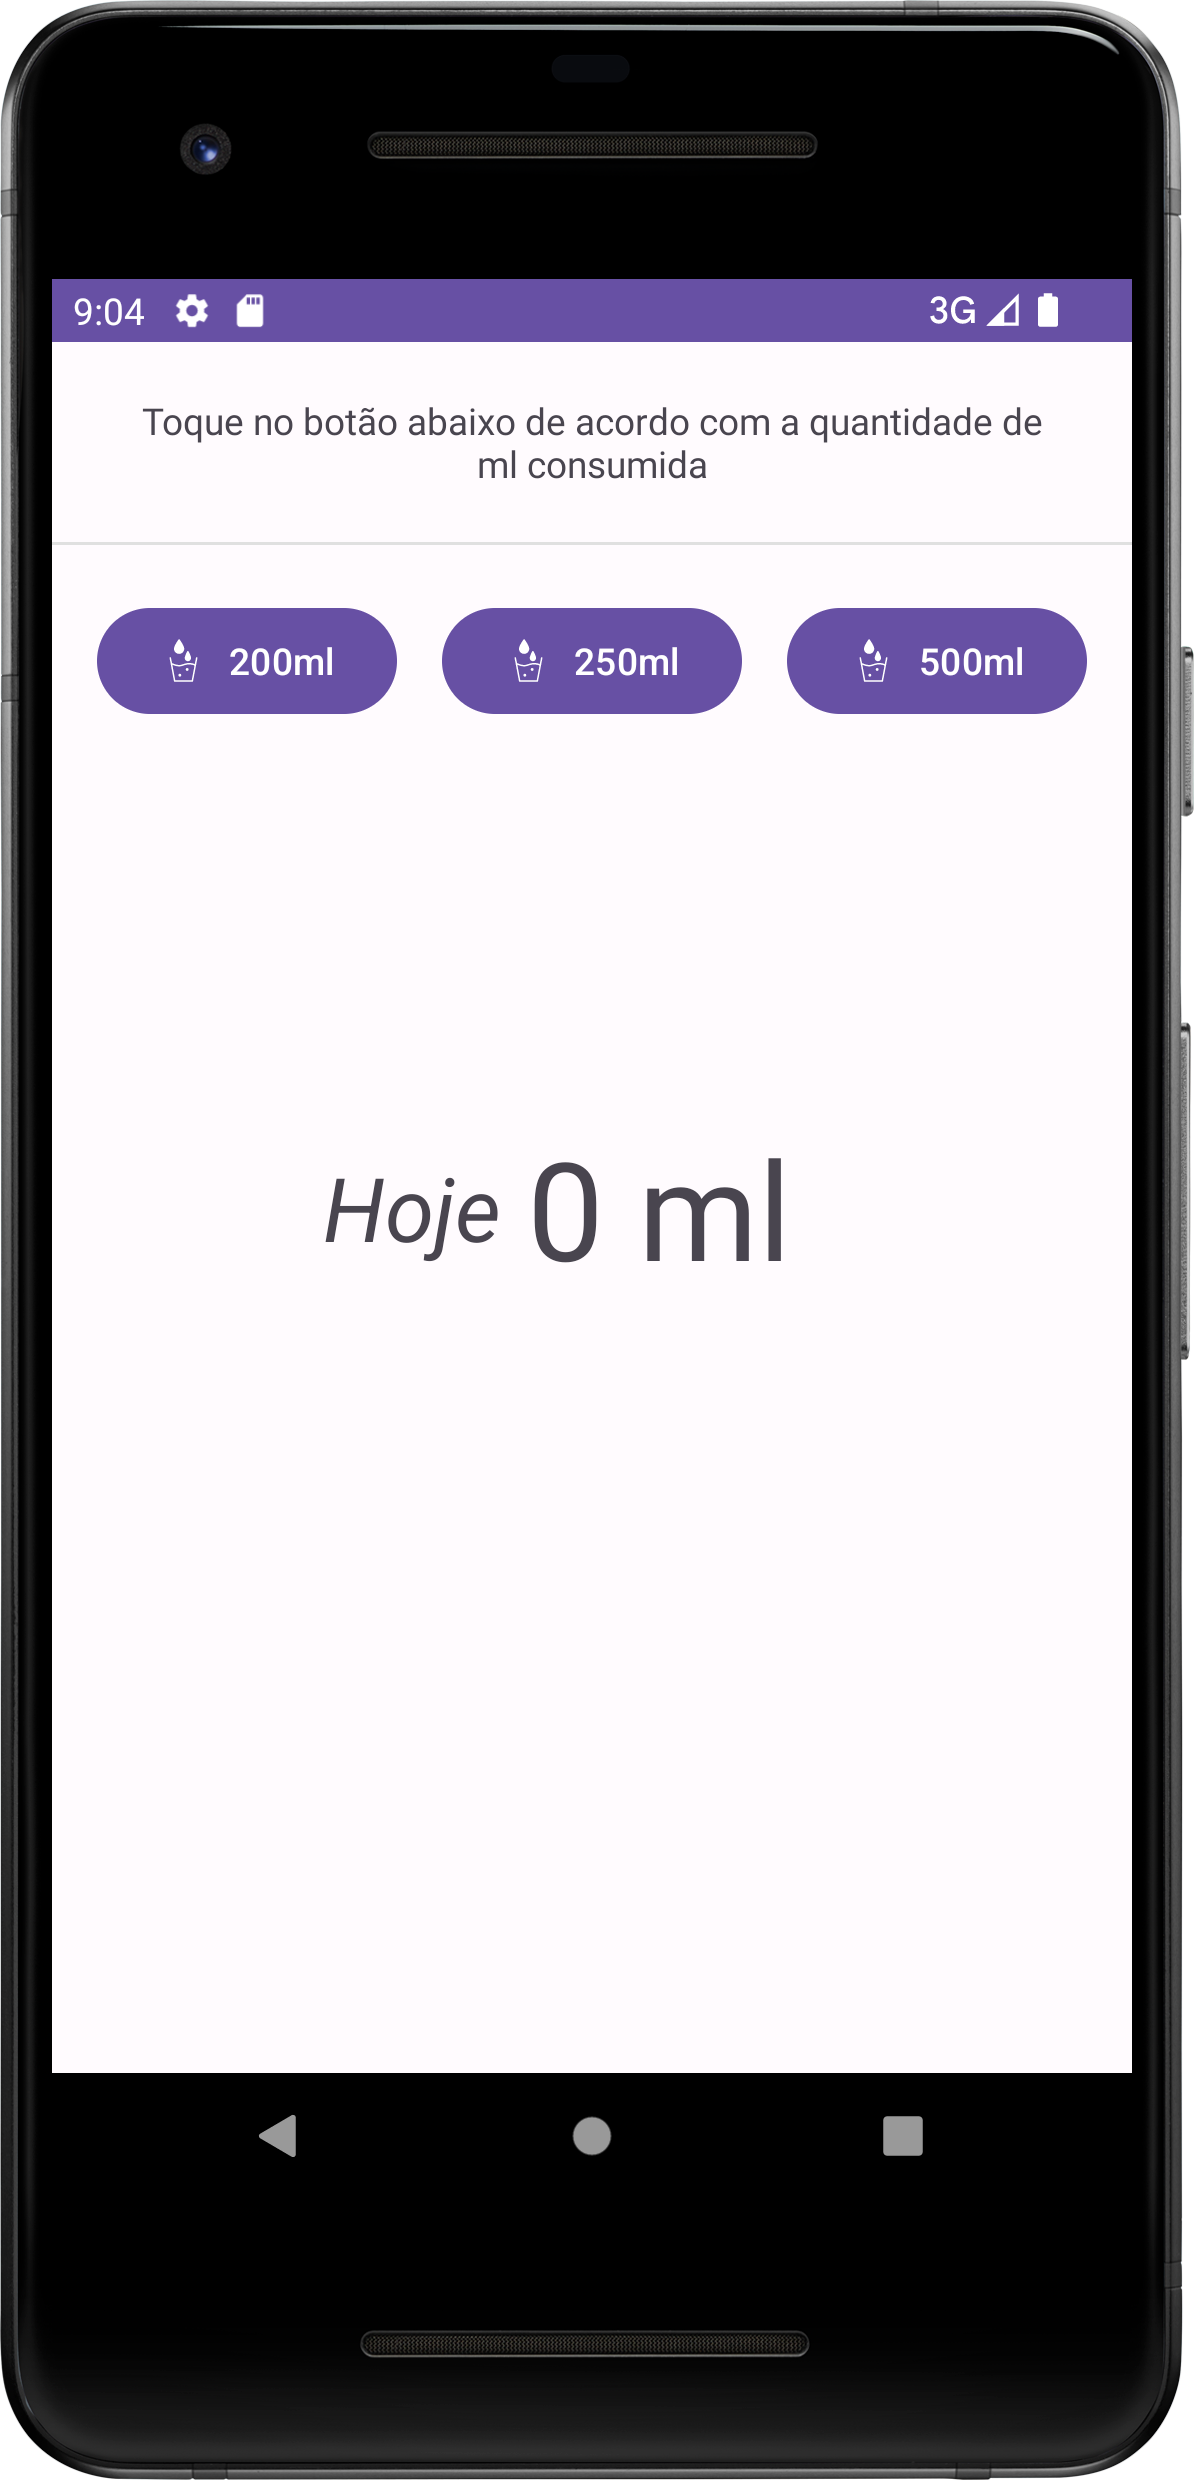 9:04 3G
Toque no botão abaixo de acordo com a quantidade de
ml consumida
200ml 250ml 500ml
Hoje 0 ml